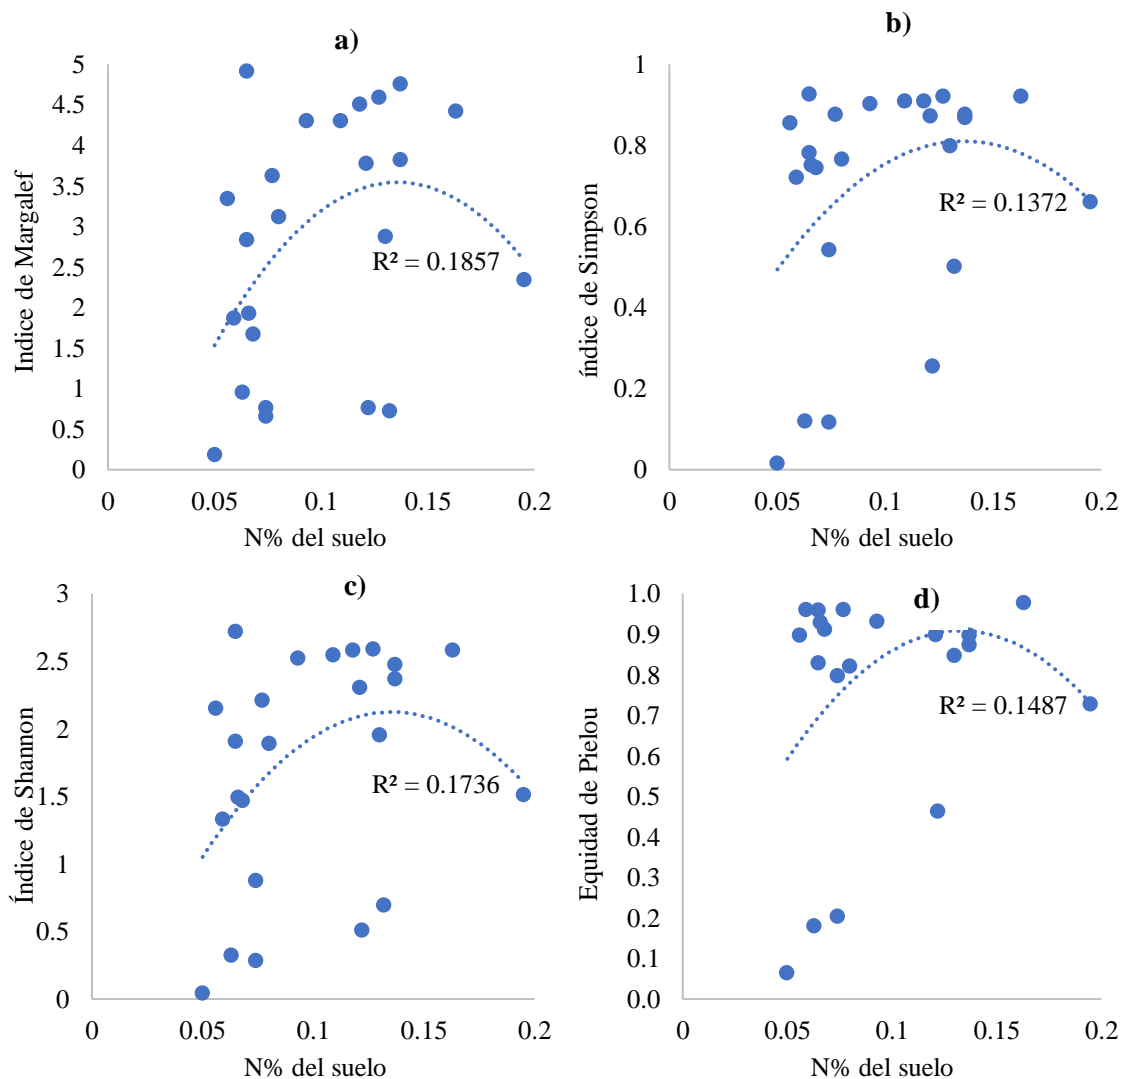 a)
5
4.5
4
3.5
3
2.5
2
1.5
1
0.5
0
Indice de Margalef
R² = 0.1857
0 0.05 0.1 0.15 0.2
N% del suelo
b)
1
0.8
0.6
0.4
0.2
0
índice de Simpson
R² = 0.1372
0 0.05 0.1 0.15 0.2
N% del suelo
c)
3
2.5
2
1.5
1
0.5
0
Índice de Shannon
R² = 0.1736
0 0.05 0.1 0.15 0.2
N% del suelo
d)
1.0
0.9
0.8
0.7
0.6
0.5
0.4
0.3
0.2
0.1
0.0
Equidad de Pielou
R² = 0.1487
0 0.05 0.1 0.15 0.2
N% del suelo